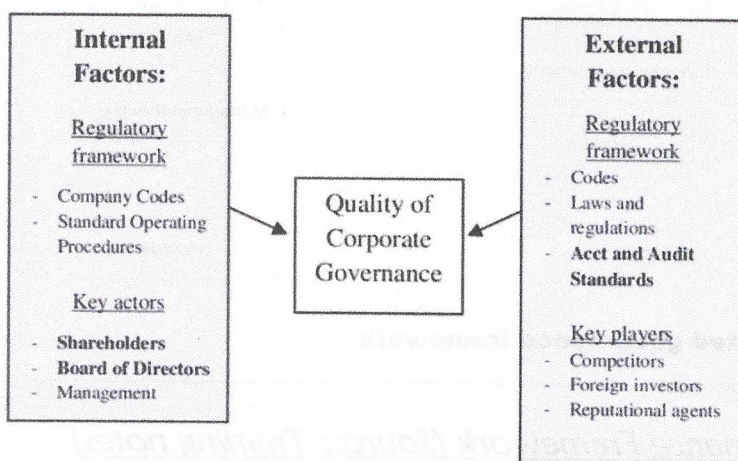 Internal
Factors:
Regulatory
framework
- Company Codes
- Standard Operating
Procedures
Key actors
- Shareholders
- Board of Directors
- Management
Quality of
Corporate
Governance
External
Factors:
Regulatory
framework
- Codes
- Laws and
regulations
- Acct and Audit
Standards
Key players
- Competitors
- Foreign investors
- Reputational agents